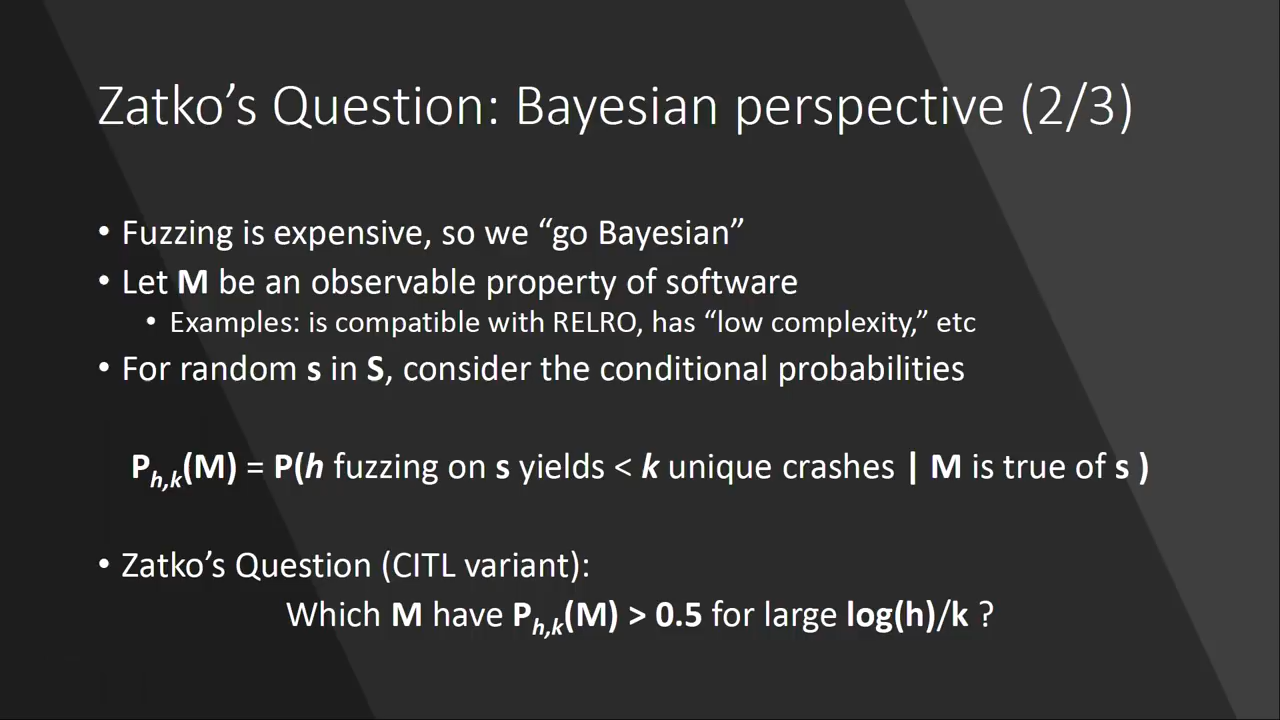 Zatko’s Question: Bayesian perspective (2/3)
• Fuzzing is expensive, so we “go Bayesian”
• Let M be an observable property of software
• Examples: is compatible with RELRO, has “low complexity,” etc
• For random s in S, consider the conditional probabilities
Ph,k(M) = P(h fuzzing on s yields < k unique crashes | M is true of s )
• Zatko’s Question (CITL variant):
Which M have Ph,k(M) > 0.5 for large log(h)/k ?